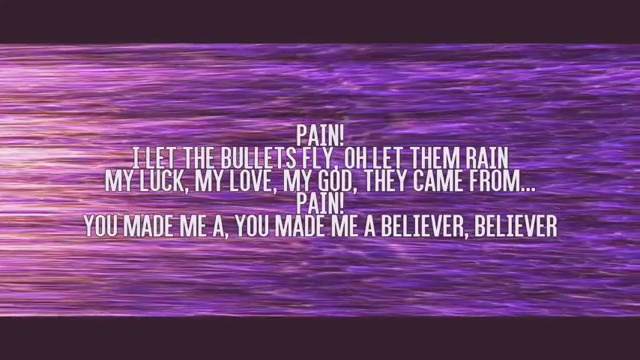 PAIN!
I LET THE BULLETS FLY, OH LET THEM RAIN
MY LUCK, MY LOVE, MY GOD, THEY CAME FROM...
PAIN!
YOU MADE ME A, YOU MADE ME A BELIEVER, BELIEVER